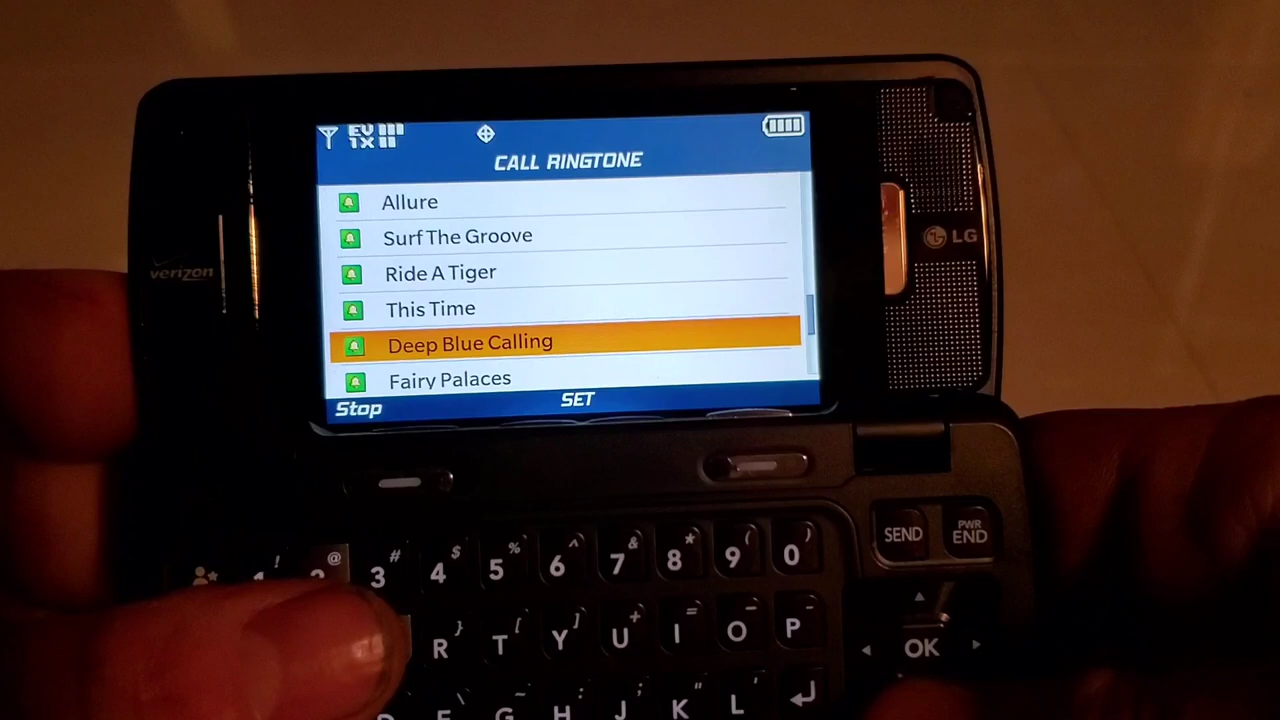 EV
1X
CALL RINGTONE
Allure
Surf The Groove
Ride A Tiger
This Time
Deep Blue Calling
Fairy Palaces
Stop SET
verizon
LG
SEND PWR END
! @ # $ % ^ & * ( )
3 4 5 6 7 8 9 0
} [ ] + = _ -
R T Y U I O P
OK
\ ~ : ; "
G H J K L